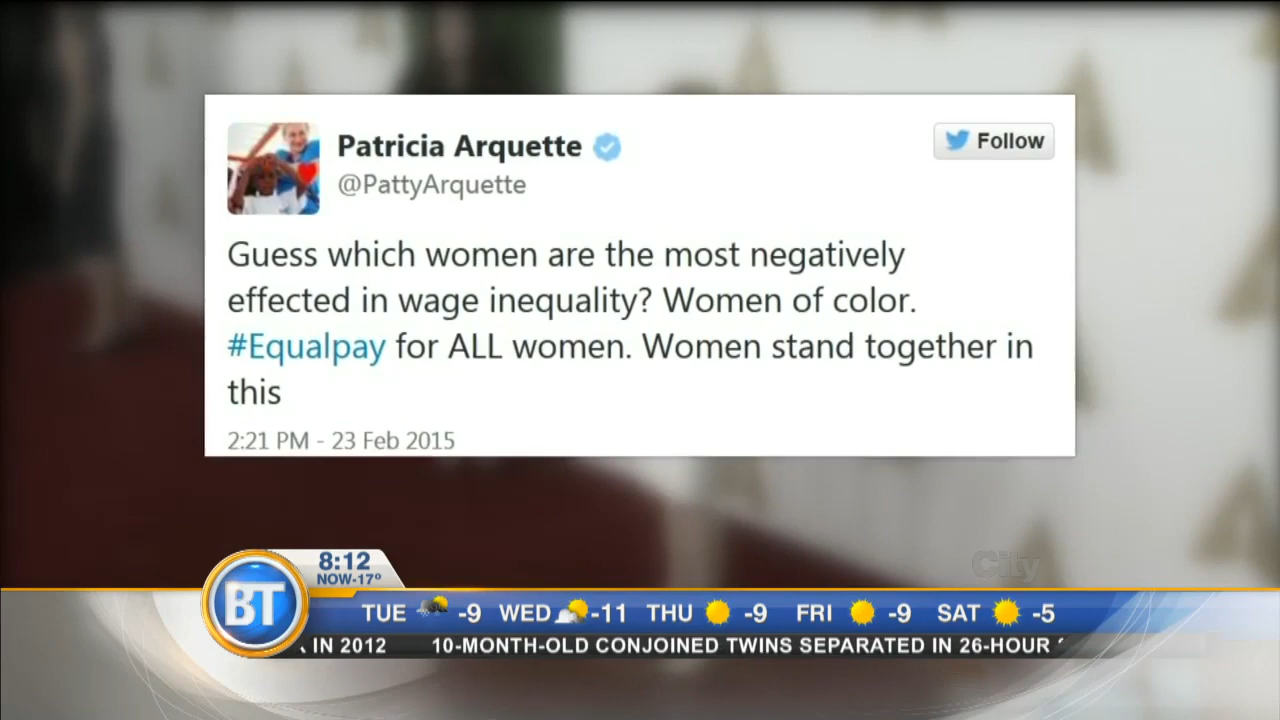 Patricia Arquette
Follow
@PattyArquette
Guess which women are the most negatively
effected in wage inequality? Women of color.
#Equalpay for ALL women. Women stand together in
this
2:21 PM - 23 Feb 2015
City
8:12
NOW-17°
BT
TUE -9 WED -11 THU -9 FRI -9 SAT -5
IN 2012 10-MONTH-OLD CONJOINED TWINS SEPARATED IN 26-HOUR